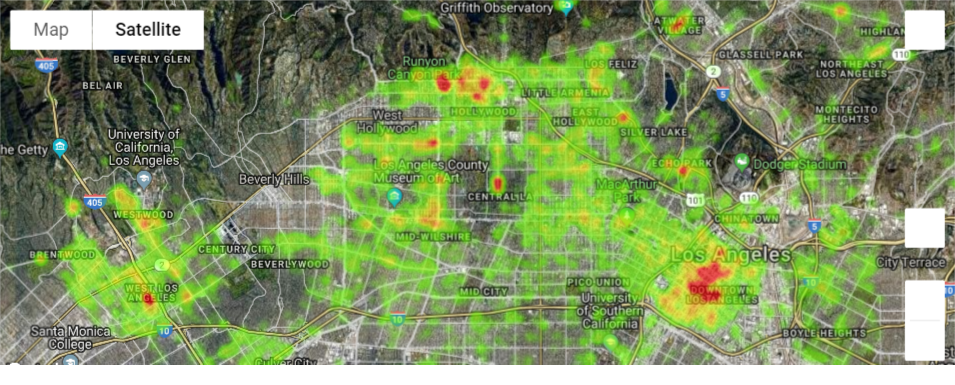 Map
Satellite
Griffith Observatory
ATWATER
VILLAGE
HIGHLAN
110
405
BEVERLY GLEN
Runyon
Canyon Park
LOS FELIZ
GLASSELL PARK
2
NORTHEAST
LOS ANGELES
BEL AIR
LITTLE ARMENIA
5
West
Hollywood
HOLLYWOOD
EAST
HOLLYWOOD
MONTECITO
HEIGHTS
SILVER LAKE
University of
California,
Los Angeles
he Getty
Los Angeles County
Museum of Art
ECHO PARK
Dodger Stadium
Beverly Hills
MacArthur
Park
405
CENTRAL LA
101
110
WESTWOOD
CHINATOWN
5
MID-WILSHIRE
BRENTWOOD
CENTURY CITY
BEVERLYWOOD
2
Los Angeles
City Terrace
WEST LOS
ANGELES
MID CITY
PICO UNION
DOWNTOWN
LOS ANGELES
10
10
University
of Southern
California
10
10
Santa Monica
College
BOYLE HEIGHTS
Culver City